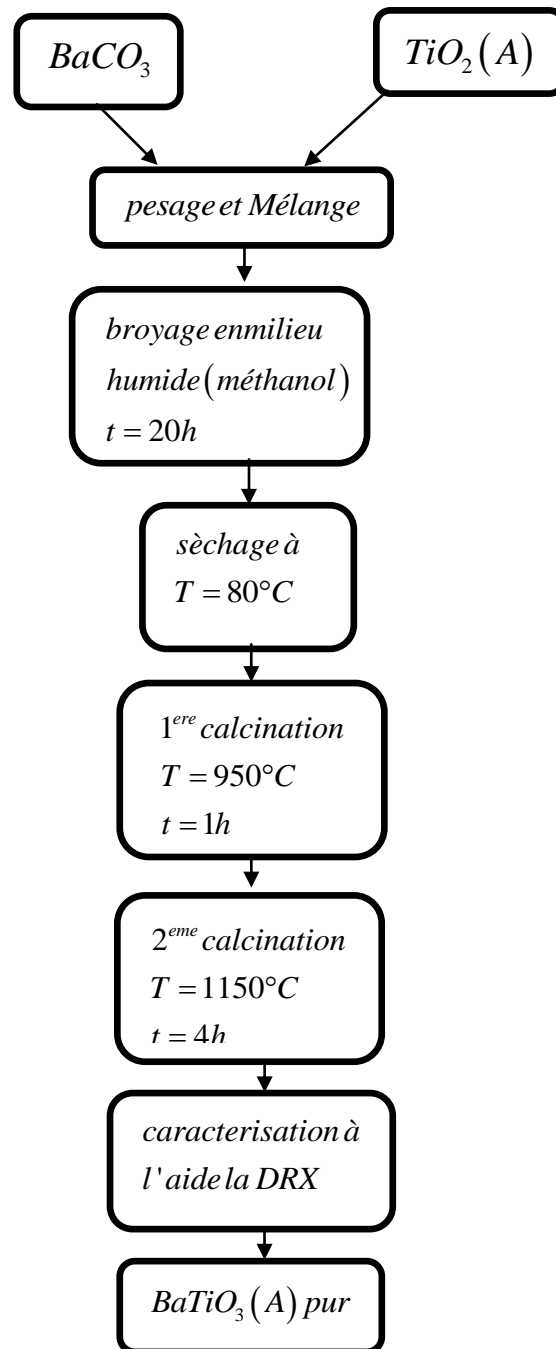 BaCO₃
TiO₂(A)
pesage et Mélange
broyage enmilieu
humide (méthanol)
t = 20h
sèchage à
T = 80°C
1ᵉʳᵉ calcination
T = 950°C
t = 1h
2ᵉᵐᵉ calcination
T = 1150°C
t = 4h
caracterisation à
l'aide la DRX
BaTiO₃(A) pur